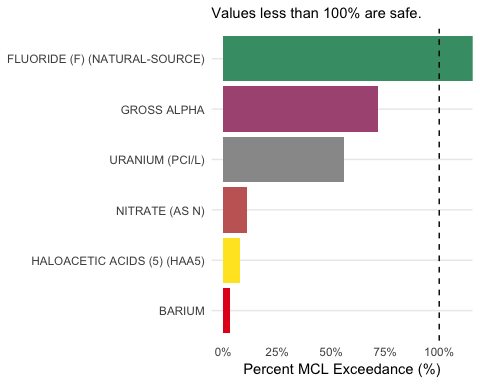 Values less than 100% are safe.
FLUORIDE (F) (NATURAL-SOURCE)
GROSS ALPHA
URANIUM (PCI/L)
NITRATE (AS N)
HALOACETIC ACIDS (5) (HAA5)
BARIUM
0% 25% 50% 75% 100%
Percent MCL Exceedance (%)